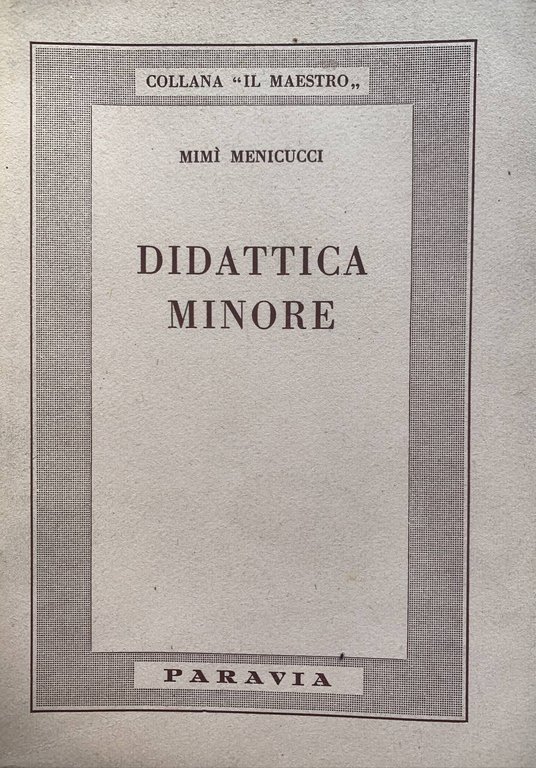 COLLANA “IL MAESTRO„
MIMÌ MENICUCCI
DIDATTICA
MINORE
PARAVIA